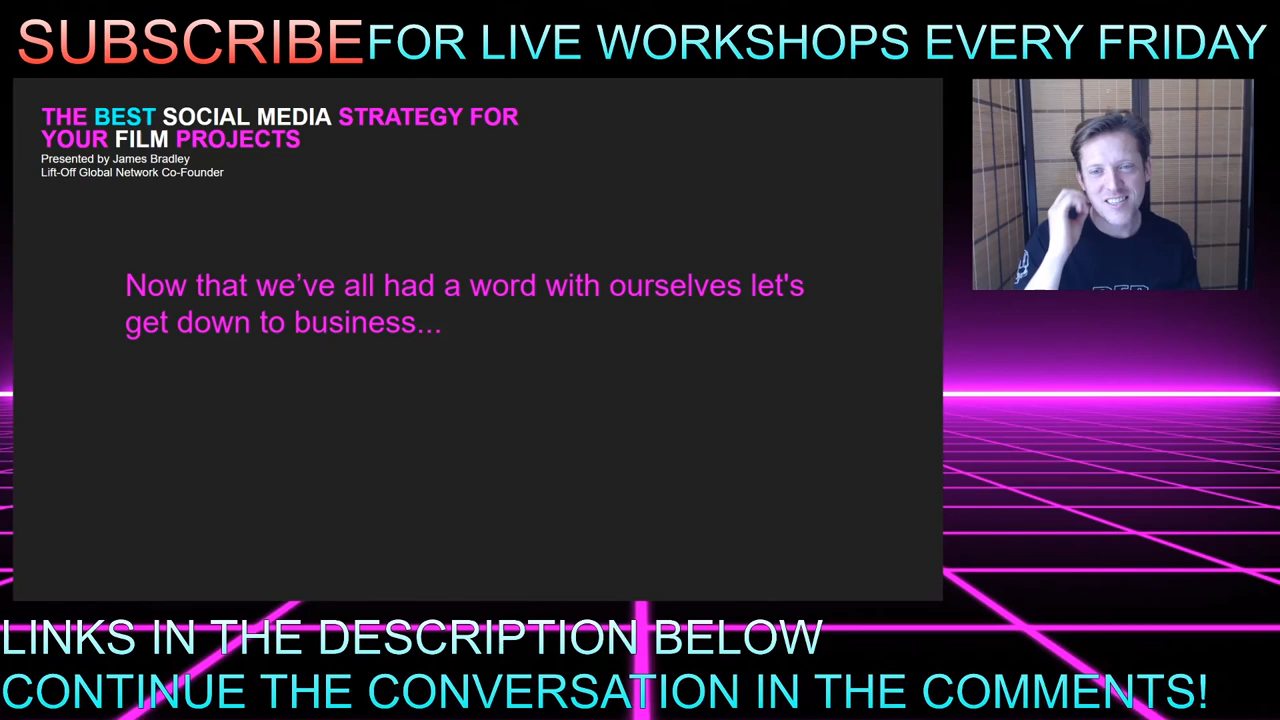 SUBSCRIBE FOR LIVE WORKSHOPS EVERY FRIDAY
THE BEST SOCIAL MEDIA STRATEGY FOR
YOUR FILM PROJECTS
Presented by James Bradley
Lift-Off Global Network Co-Founder
Now that we’ve all had a word with ourselves let's
get down to business...
LINKS IN THE DESCRIPTION BELOW
CONTINUE THE CONVERSATION IN THE COMMENTS!